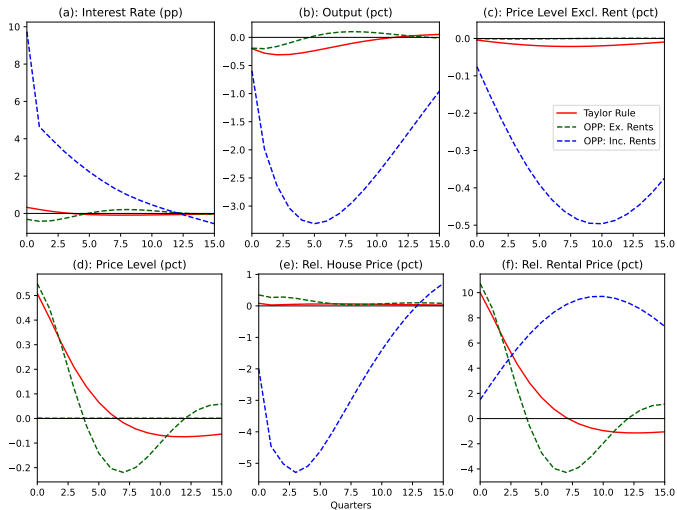 (a): Interest Rate (pp)
10
8
6
4
2
0
0.0 2.5 5.0 7.5 10.0 12.5 15.0
(b): Output (pct)
0.0
−0.5
−1.0
−1.5
−2.0
−2.5
−3.0
0.0 2.5 5.0 7.5 10.0 12.5 15.0
(c): Price Level Excl. Rent (pct)
0.0
−0.1
−0.2
−0.3
−0.4
−0.5
0.0 2.5 5.0 7.5 10.0 12.5 15.0
Taylor Rule
OPP: Ex. Rents
OPP: Inc. Rents
(d): Price Level (pct)
0.5
0.4
0.3
0.2
0.1
0.0
−0.1
−0.2
0.0 2.5 5.0 7.5 10.0 12.5 15.0
(e): Rel. House Price (pct)
1
0
−1
−2
−3
−4
−5
0.0 2.5 5.0 7.5 10.0 12.5 15.0
Quarters
(f): Rel. Rental Price (pct)
10
8
6
4
2
0
−2
−4
0.0 2.5 5.0 7.5 10.0 12.5 15.0